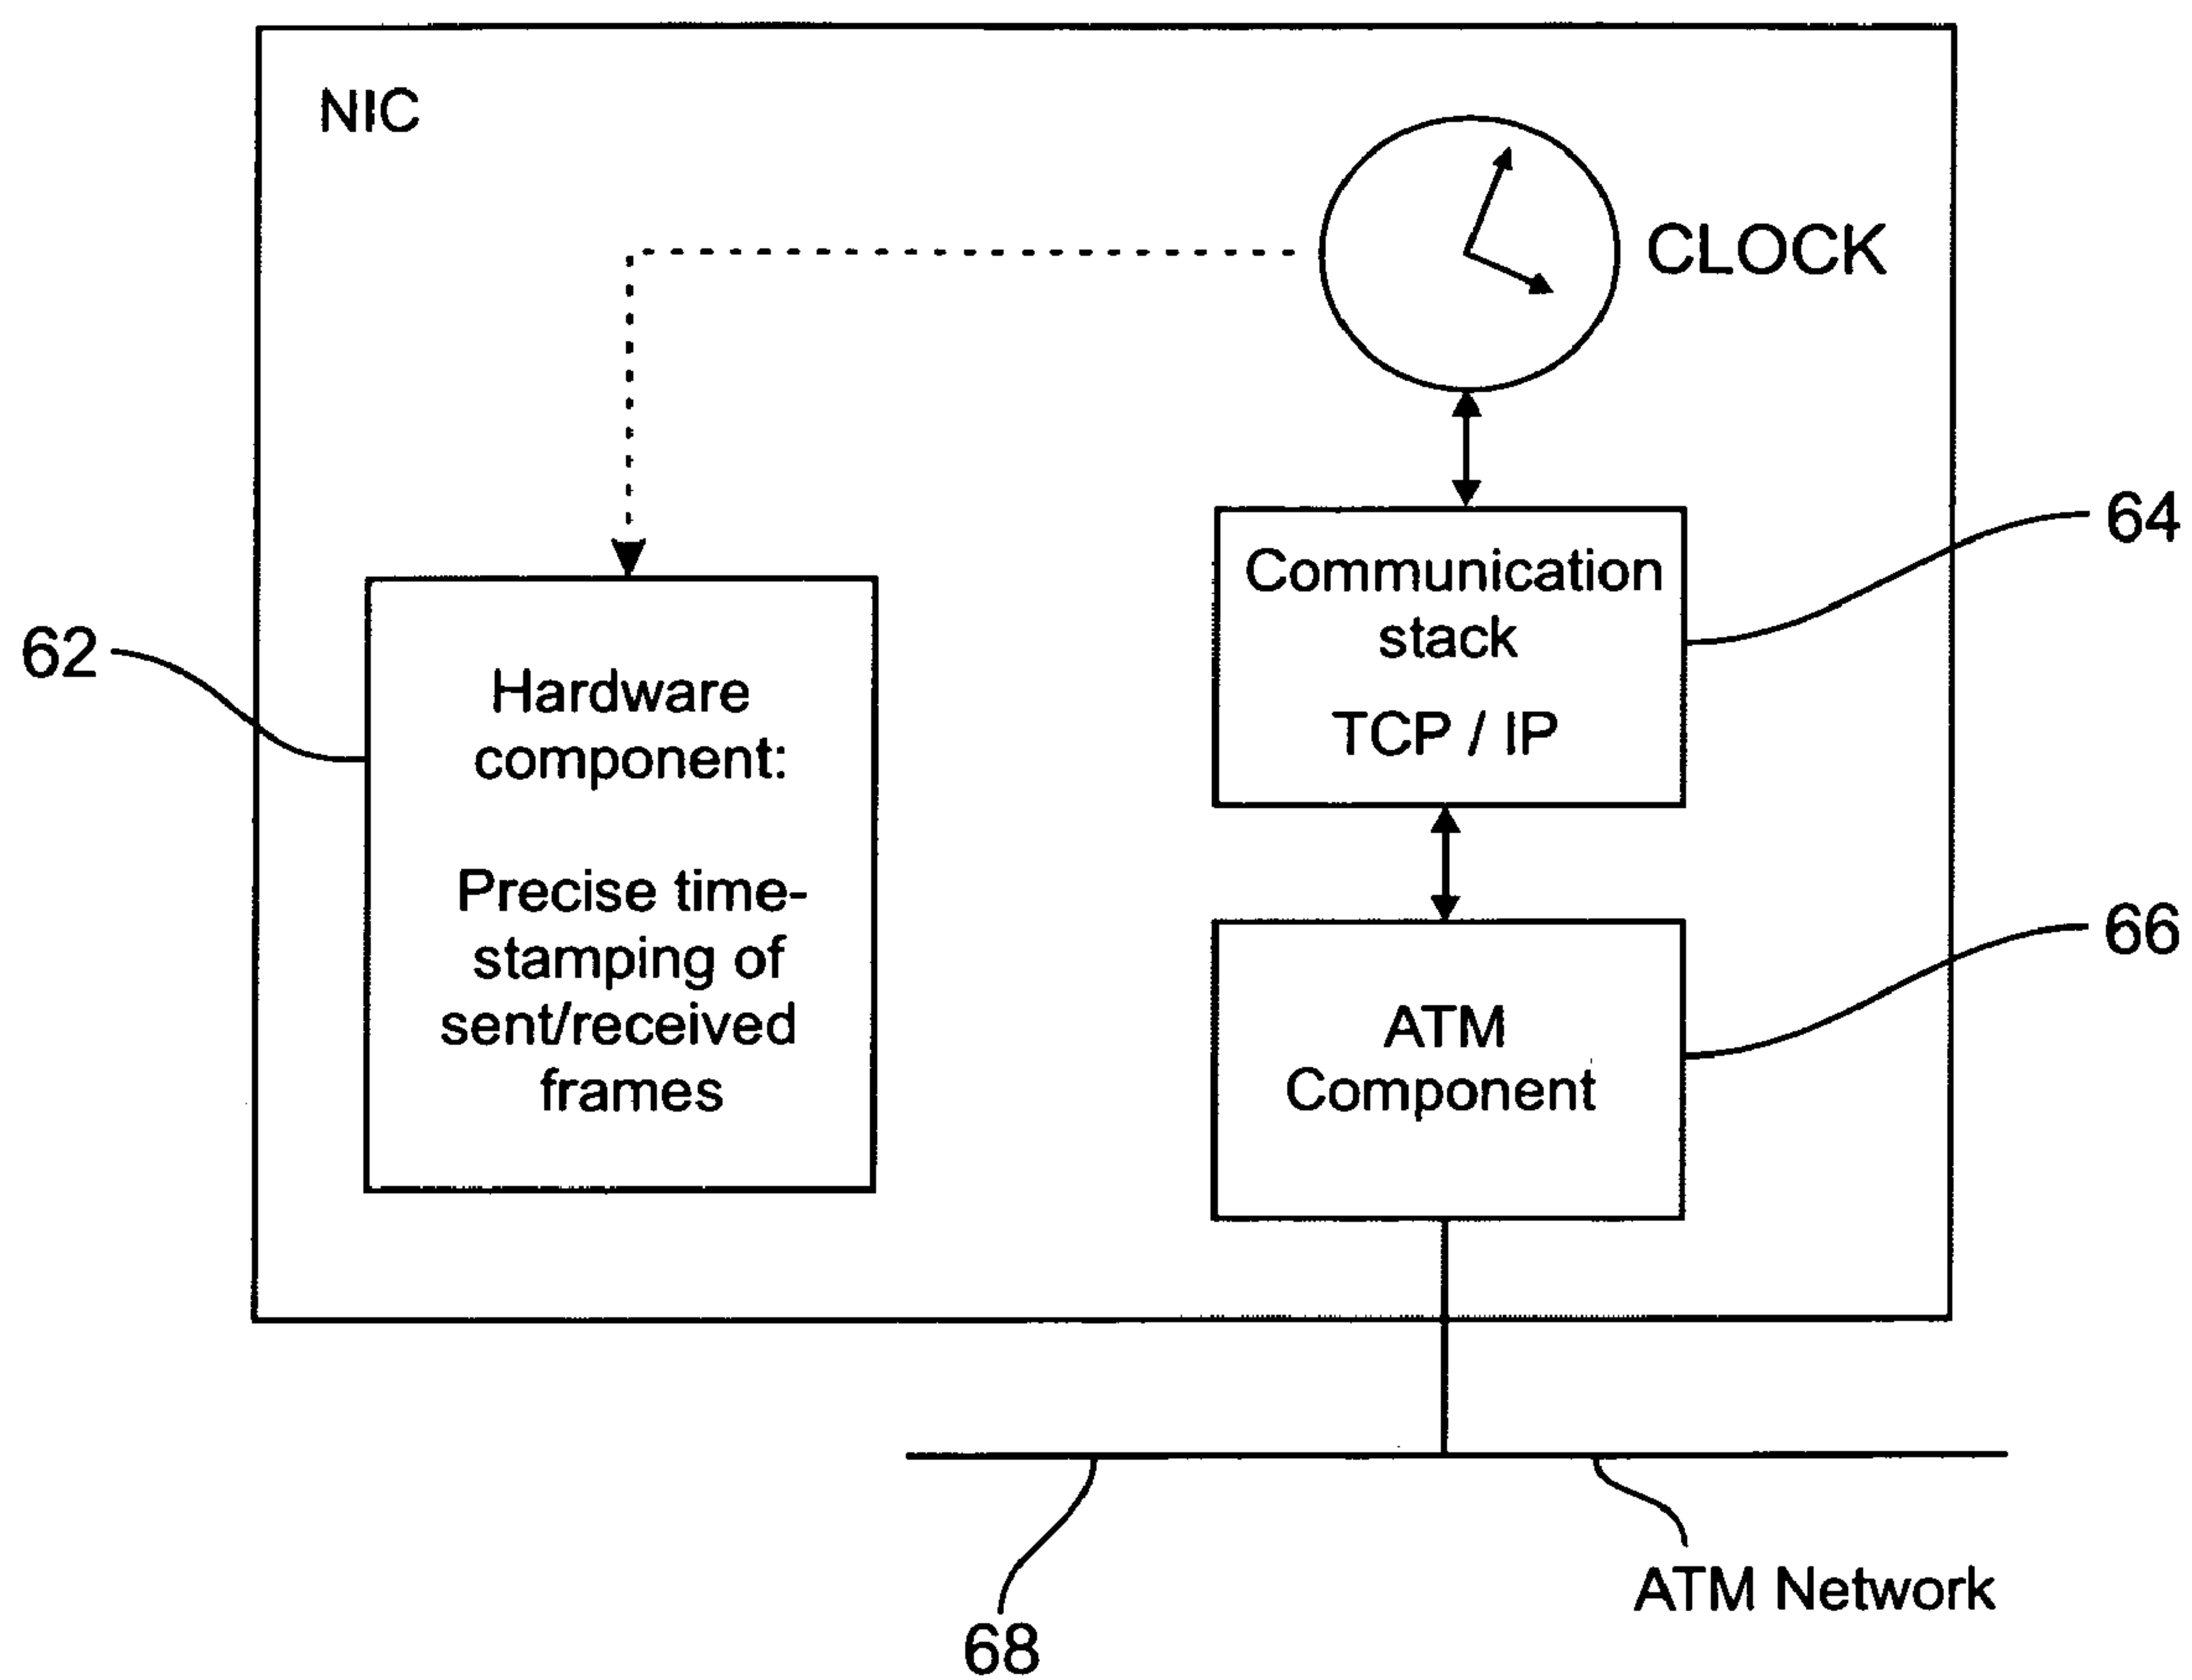 NIC
CLOCK
64
Communication
stack
TCP / IP
62
Hardware
component:
Precise time-
stamping of
sent/received
frames
66
ATM
Component
ATM Network
68